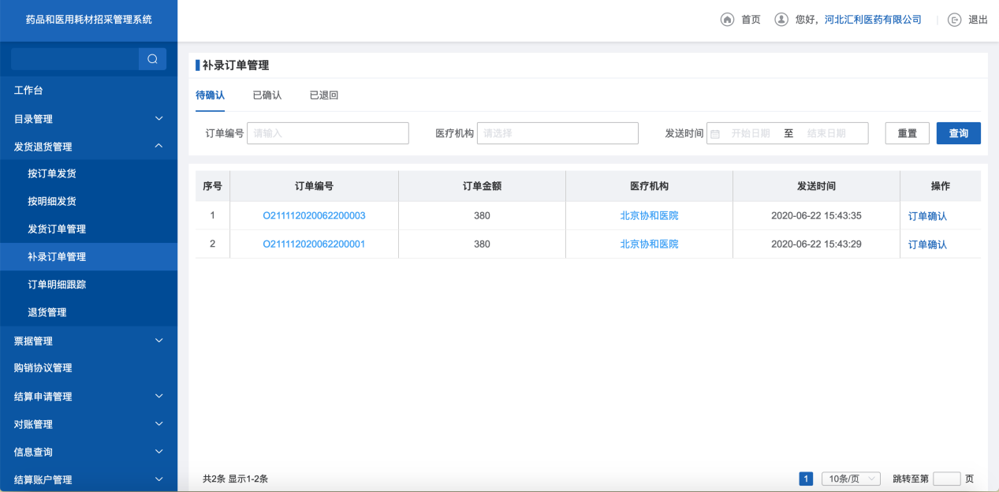 药品和医用耗材招采管理系统
首页 您好，河北汇利医药有限公司 退出
工作台
目录管理
发货退货管理
按订单发货
按明细发货
发货订单管理
补录订单管理
订单明细跟踪
退货管理
票据管理
购销协议管理
结算申请管理
对账管理
信息查询
结算账户管理
补录订单管理
待确认 已确认 已退回
订单编号 请输入 医疗机构 请选择 发送时间 开始日期 至 结束日期 重置 查询
序号 订单编号 订单金额 医疗机构 发送时间 操作
1 O211112020062200003 380 北京协和医院 2020-06-22 15:43:35 订单确认
2 O211112020062200001 380 北京协和医院 2020-06-22 15:43:29 订单确认
共2条 显示1-2条 1 10条/页 跳转至第 页